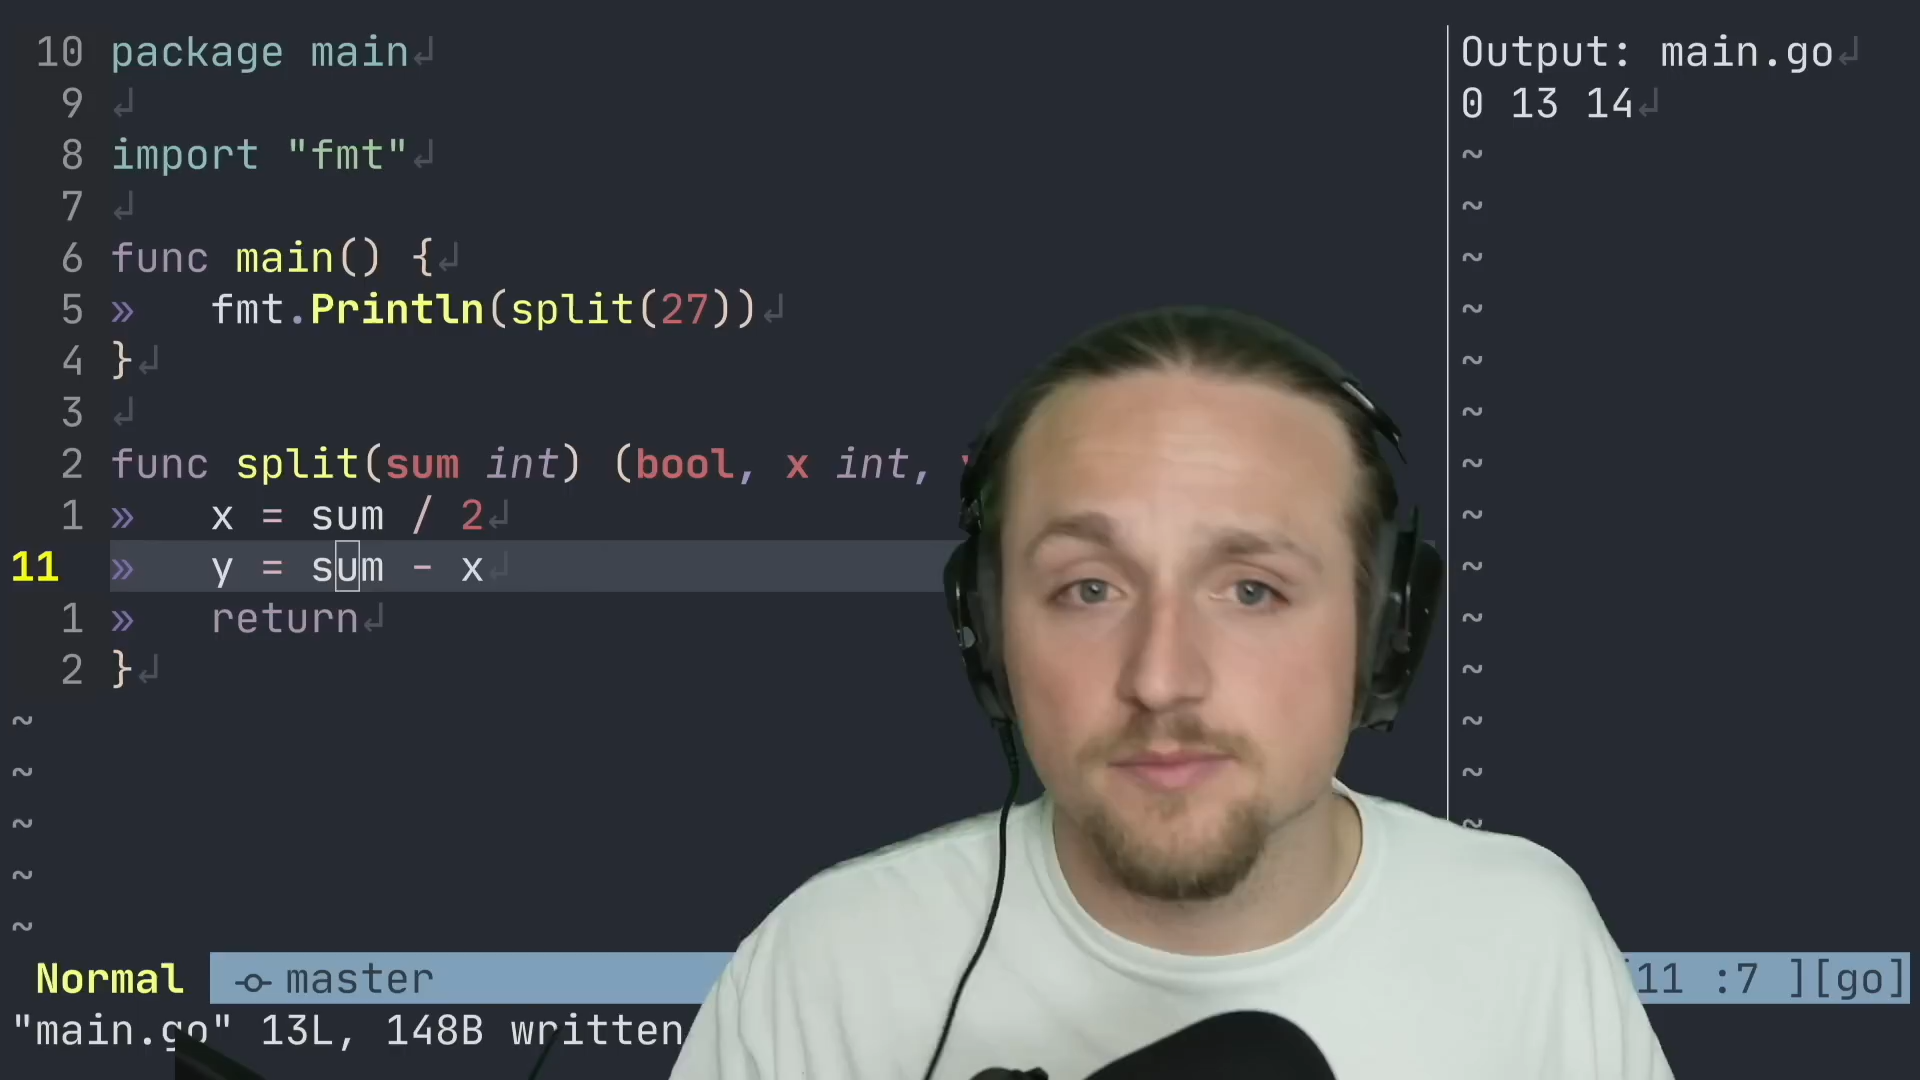 10 package main
9
8 import "fmt"
7
6 func main() {
5 » fmt.Println(split(27))
4 }
3
2 func split(sum int) (bool, x int,
1 » x = sum / 2
11 » y = sum - x
1 » return
2 }
~
~
~
~
~
Normal master
"main.go" 13L, 148B written
Output: main.go
0 13 14
~
~
~
~
~
~
~
~
~
~
~
~
~
~
11 :7 ][go]